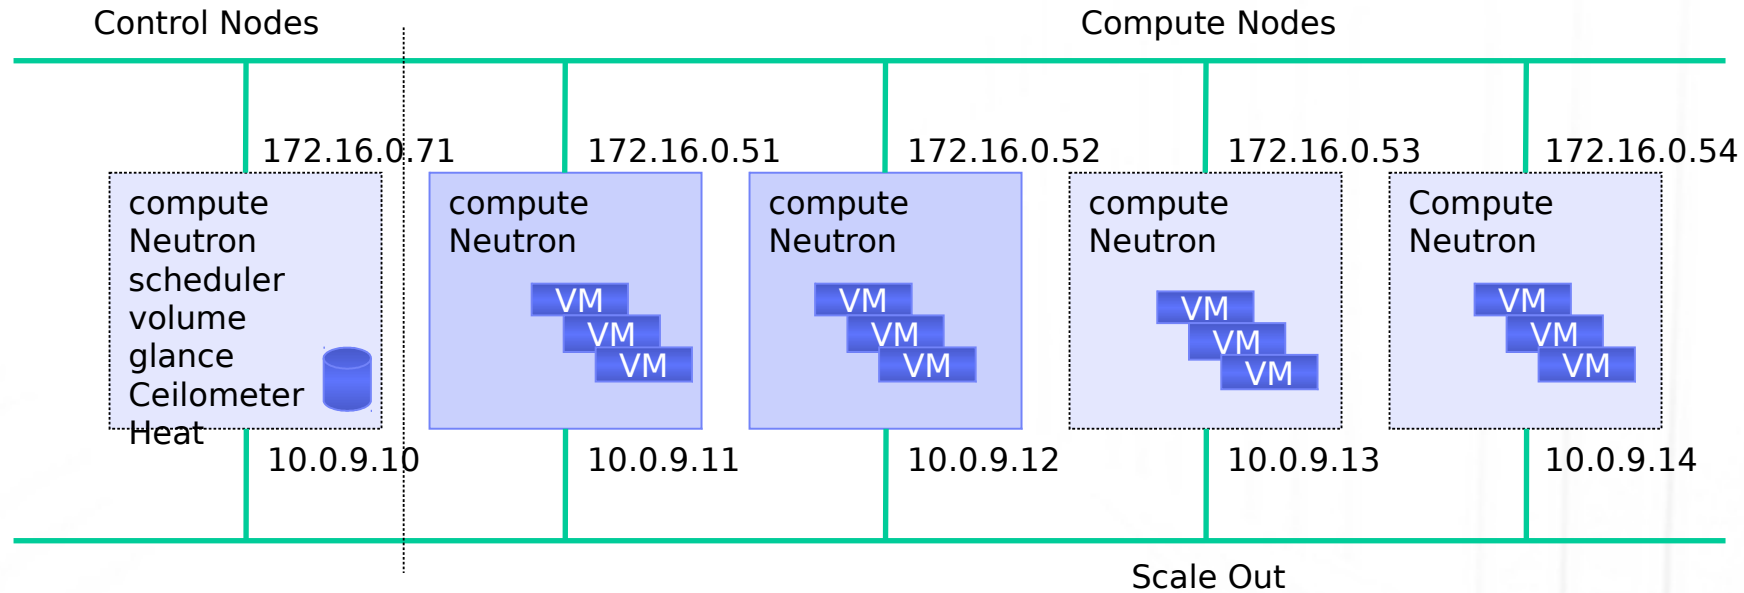 Control Nodes
Compute Nodes
172.16.0.71
172.16.0.51
172.16.0.52
172.16.0.53
172.16.0.54
compute
Neutron
scheduler
volume
glance
Ceilometer
Heat
compute
Neutron
VM
VM
VM
compute
Neutron
VM
VM
VM
compute
Neutron
VM
VM
VM
Compute
Neutron
VM
VM
VM
10.0.9.10
10.0.9.11
10.0.9.12
10.0.9.13
10.0.9.14
Scale Out